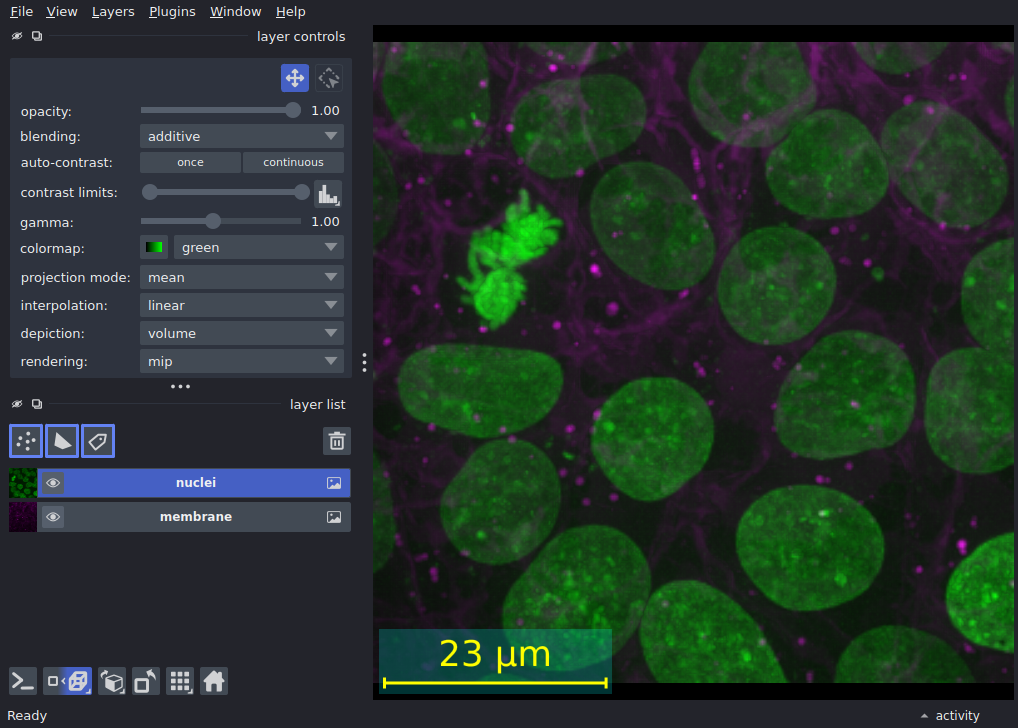 File View Layers Plugins Window Help
layer controls
opacity: 1.00
blending: additive
auto-contrast: once continuous
contrast limits:
gamma: 1.00
colormap: green
projection mode: mean
interpolation: linear
depiction: volume
rendering: mip
layer list
nuclei
membrane
23 µm
Ready activity